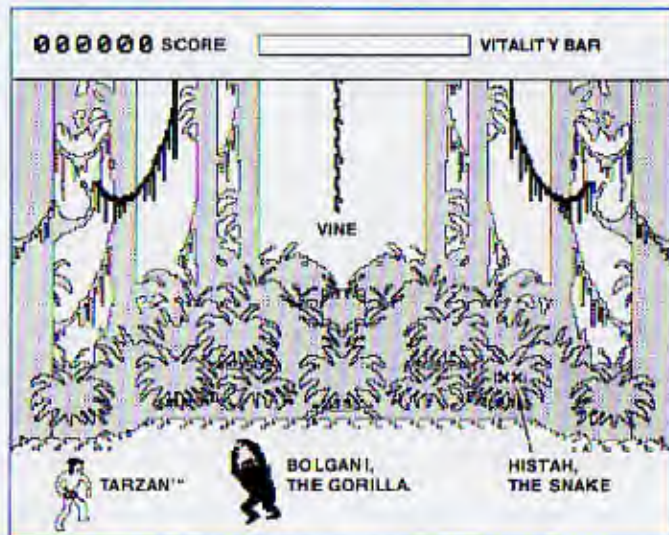 000000 SCORE VITALITY BAR
VINE
TARZAN™
BOLGANI,
THE GORILLA
HISTAH,
THE SNAKE